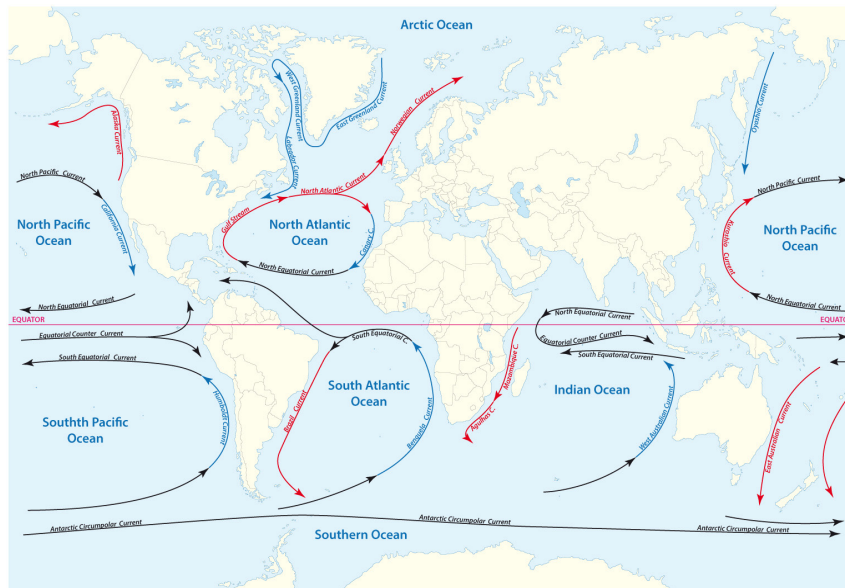 Arctic Ocean
West Greenland Current
East Greenland Current
Norwegian Current
Oyashio Current
Alaska Current
Labrador Current
North Pacific Current
North Atlantic Current
North Pacific Current
California Current
Gulf Stream
North Pacific
Ocean
North Atlantic
Ocean
Canary C.
Kuroshio Current
North Pacific
Ocean
North Equatorial Current
North Equatorial Current
North Equatorial Current
North Equatorial Current
EQUATOR
EQUATO
Equatorial Counter Current
South Equatorial C.
Equatorial Counter Current
South Equatorial Current
South Equatorial Current
Mozambique C.
South Atlantic
Ocean
Indian Ocean
Humboldt Current
Brazil Current
Benguela Current
Agulhas C.
West Australian Current
East Australian Current
Southth Pacific
Ocean
Antarctic Circumpolar Current
Antarctic Circumpolar Current
Antarctic Circumpolar Current
Southern Ocean